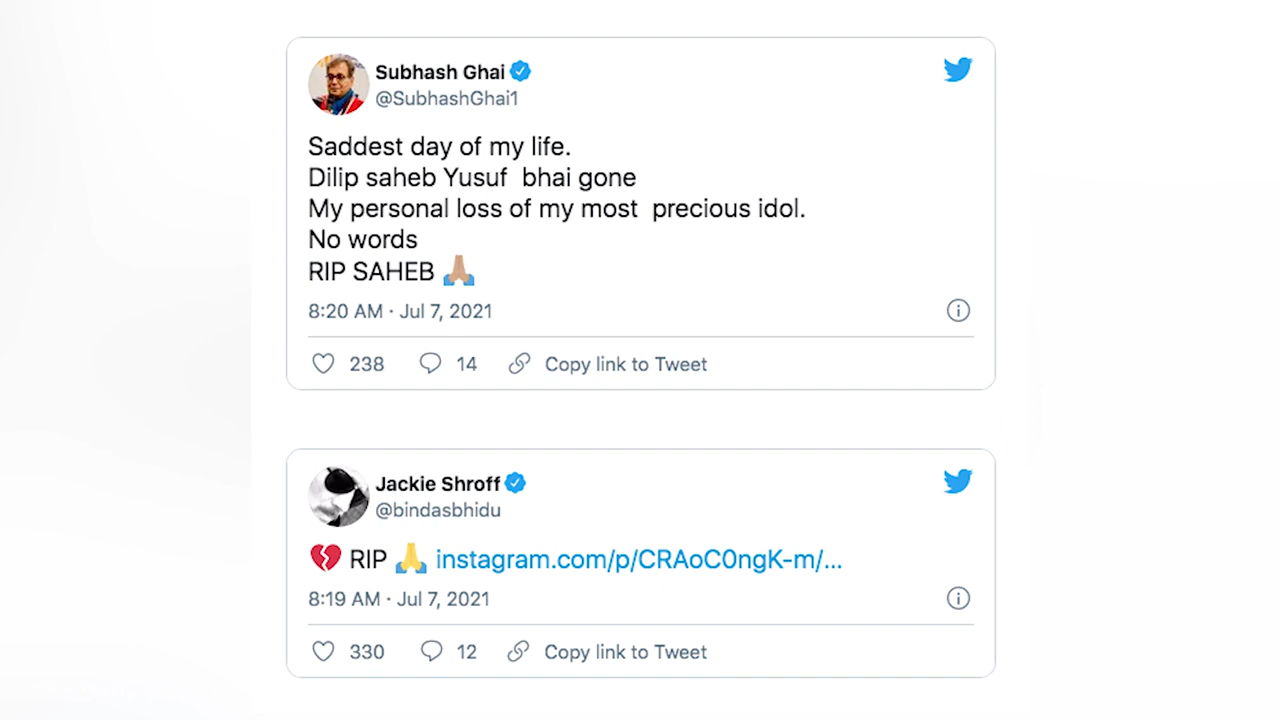 Subhash Ghai
@SubhashGhai1
Saddest day of my life.
Dilip saheb Yusuf  bhai gone
My personal loss of my most  precious idol.
No words
RIP SAHEB 🙏🏽
8:20 AM · Jul 7, 2021
238 14 Copy link to Tweet
Jackie Shroff
@bindasbhidu
💔 RIP 🙏 instagram.com/p/CRAoC0ngK-m/...
8:19 AM · Jul 7, 2021
330 12 Copy link to Tweet